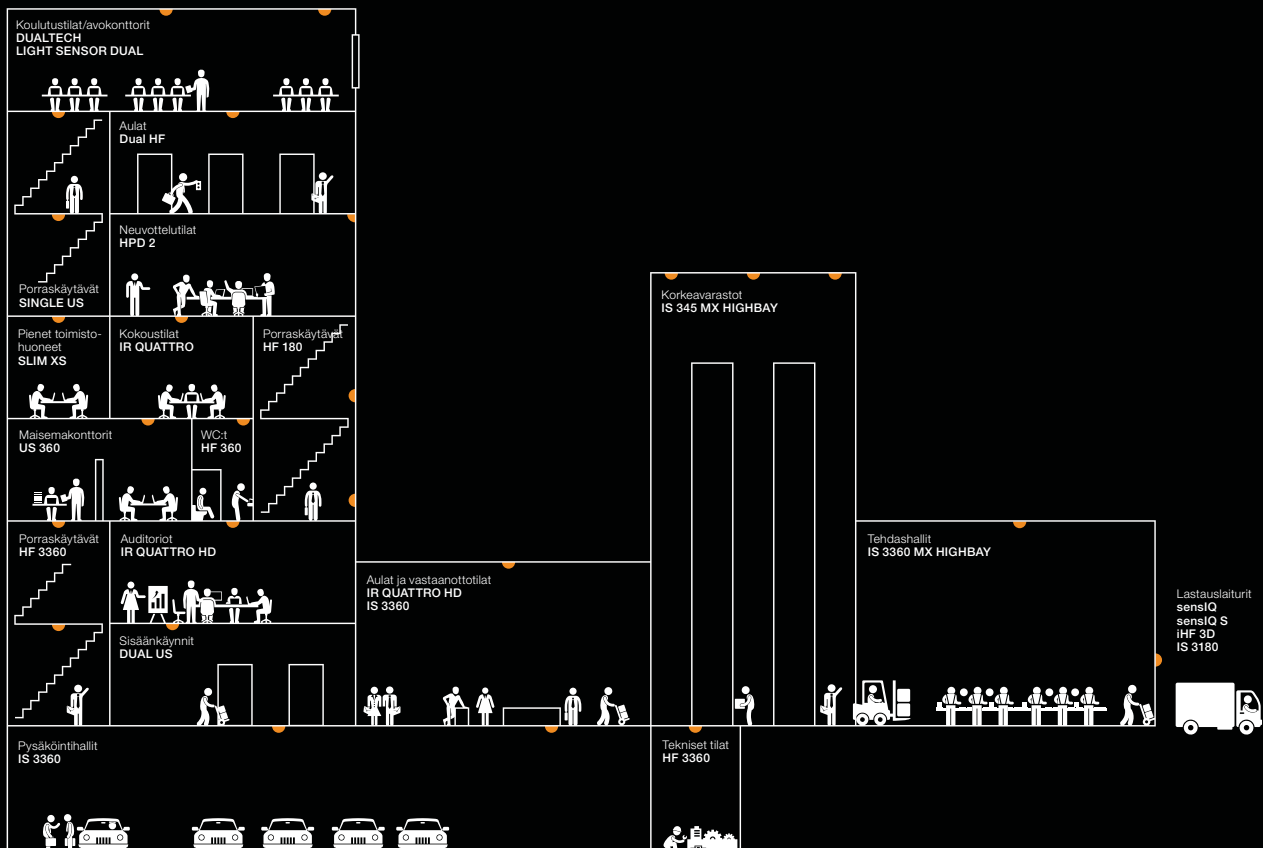 Koulutustilat/avokonttorit
DUALTECH
LIGHT SENSOR DUAL
Aulat
Dual HF
Neuvottelutilat
HPD 2
Porraskäytävät
SINGLE US
Pienet toimisto-
huoneet
SLIM XS
Kokoustilat
IR QUATTRO
Porraskäytävät
HF 180
Maisemakonttorit
US 360
WC:t
HF 360
Porraskäytävät
HF 3360
Auditoriot
IR QUATTRO HD
Sisäänkäynnit
DUAL US
Aulat ja vastaanottotilat
IR QUATTRO HD
IS 3360
Korkeavarastot
IS 345 MX HIGHBAY
Tehdashallit
IS 3360 MX HIGHBAY
Lastauslaiturit
sensIQ
sensIQ S
iHF 3D
IS 3180
Pysäköintihallit
IS 3360
Tekniset tilat
HF 3360